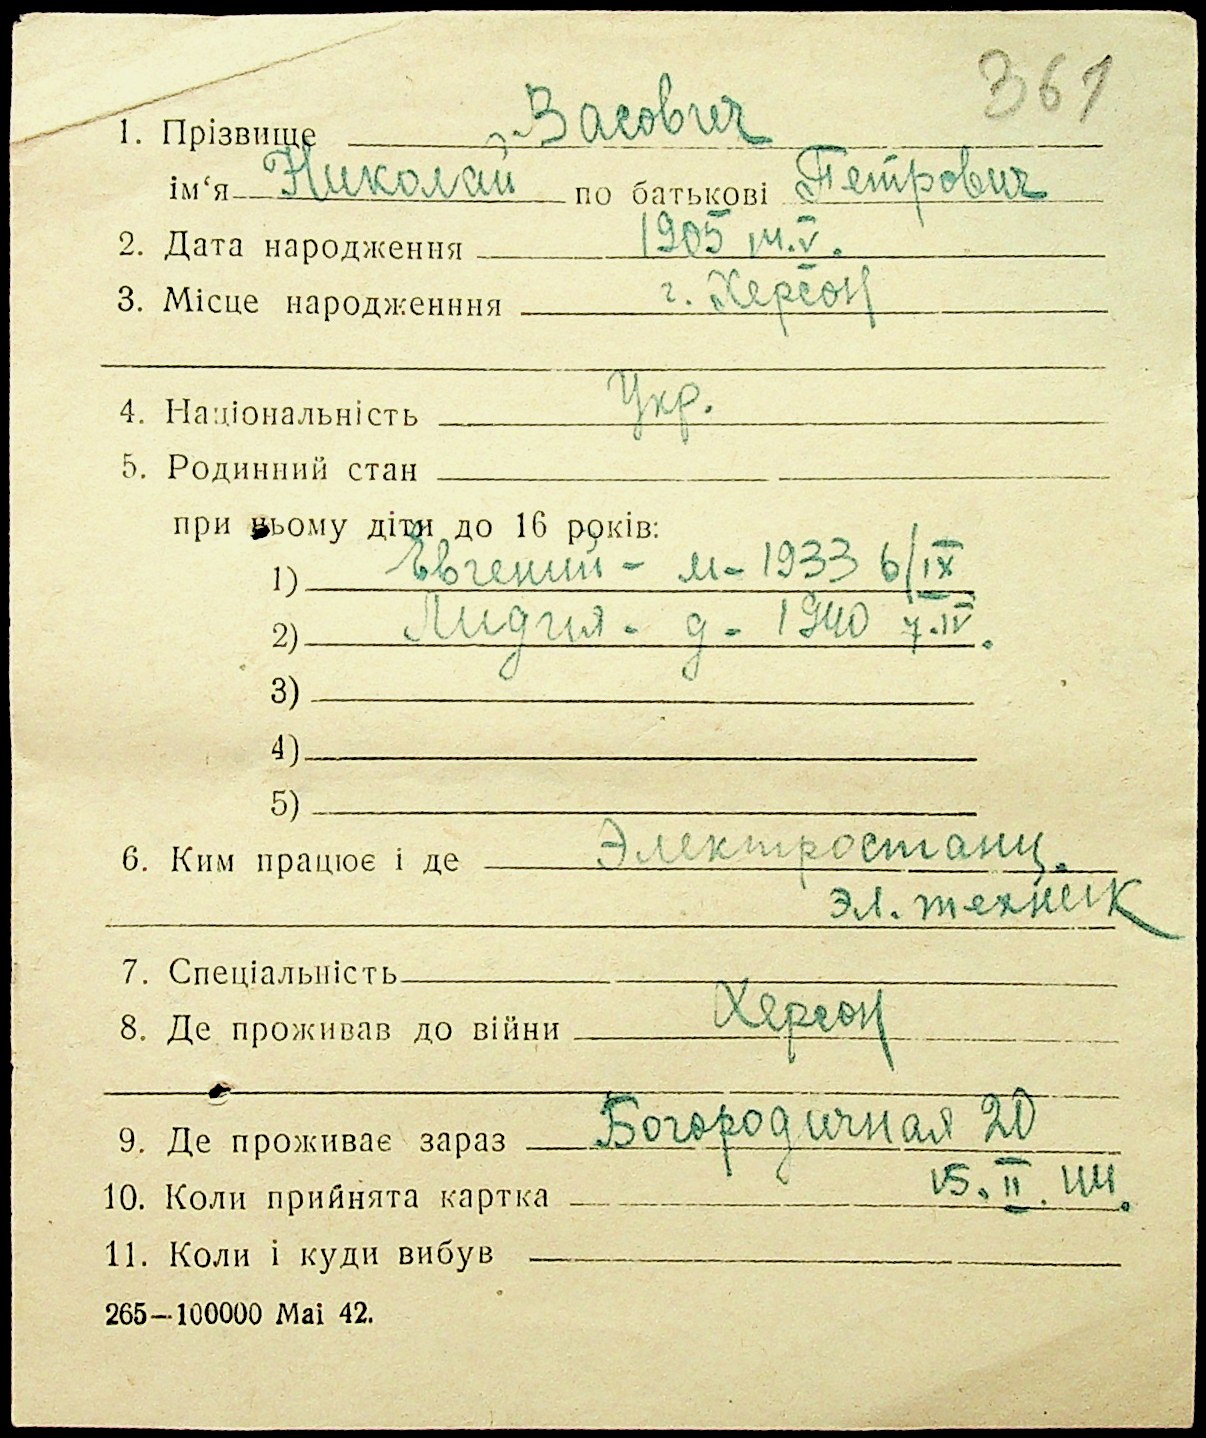 361
1. Прізвище Засович
ім‘я Николай по батькові Петрович
2. Дата народження 1905 14.V.
3. Місце народженння г. Херсон
4. Національність Укр.
5. Родинний стан
при ньому діти до 16 років:
1) Евгений - м - 1933 6/IX
2) Лидия - д - 1940 7.IV.
3)
4)
5)
6. Ким працює і де Электростанц.
эл. техник
7. Спеціальність
8. Де проживав до війни Херсон
9. Де проживає зараз Богородичная 20
10. Коли прийнята картка 15.II.44.
11. Коли і куди вибув
265—100000 Маі 42.